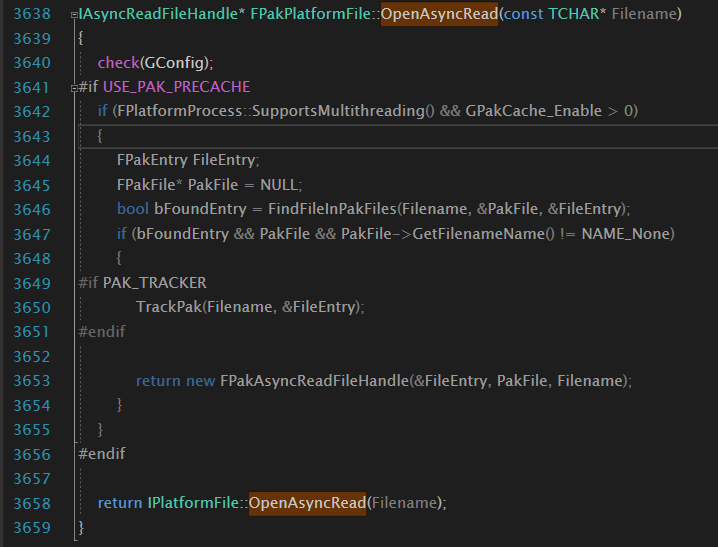 3638 IAsyncReadFileHandle* FPakPlatformFile::OpenAsyncRead(const TCHAR* Filename)
3639 {
3640 check(GConfig);
3641 #if USE_PAK_PRECACHE
3642 if (FPlatformProcess::SupportsMultithreading() && GPakCache_Enable > 0)
3643 {
3644 FPakEntry FileEntry;
3645 FPakFile* PakFile = NULL;
3646 bool bFoundEntry = FindFileInPakFiles(Filename, &PakFile, &FileEntry);
3647 if (bFoundEntry && PakFile && PakFile->GetFilenameName() != NAME_None)
3648 {
3649 #if PAK_TRACKER
3650 TrackPak(Filename, &FileEntry);
3651 #endif
3652
3653 return new FPakAsyncReadFileHandle(&FileEntry, PakFile, Filename);
3654 }
3655 }
3656 #endif
3657
3658 return IPlatformFile::OpenAsyncRead(Filename);
3659 }